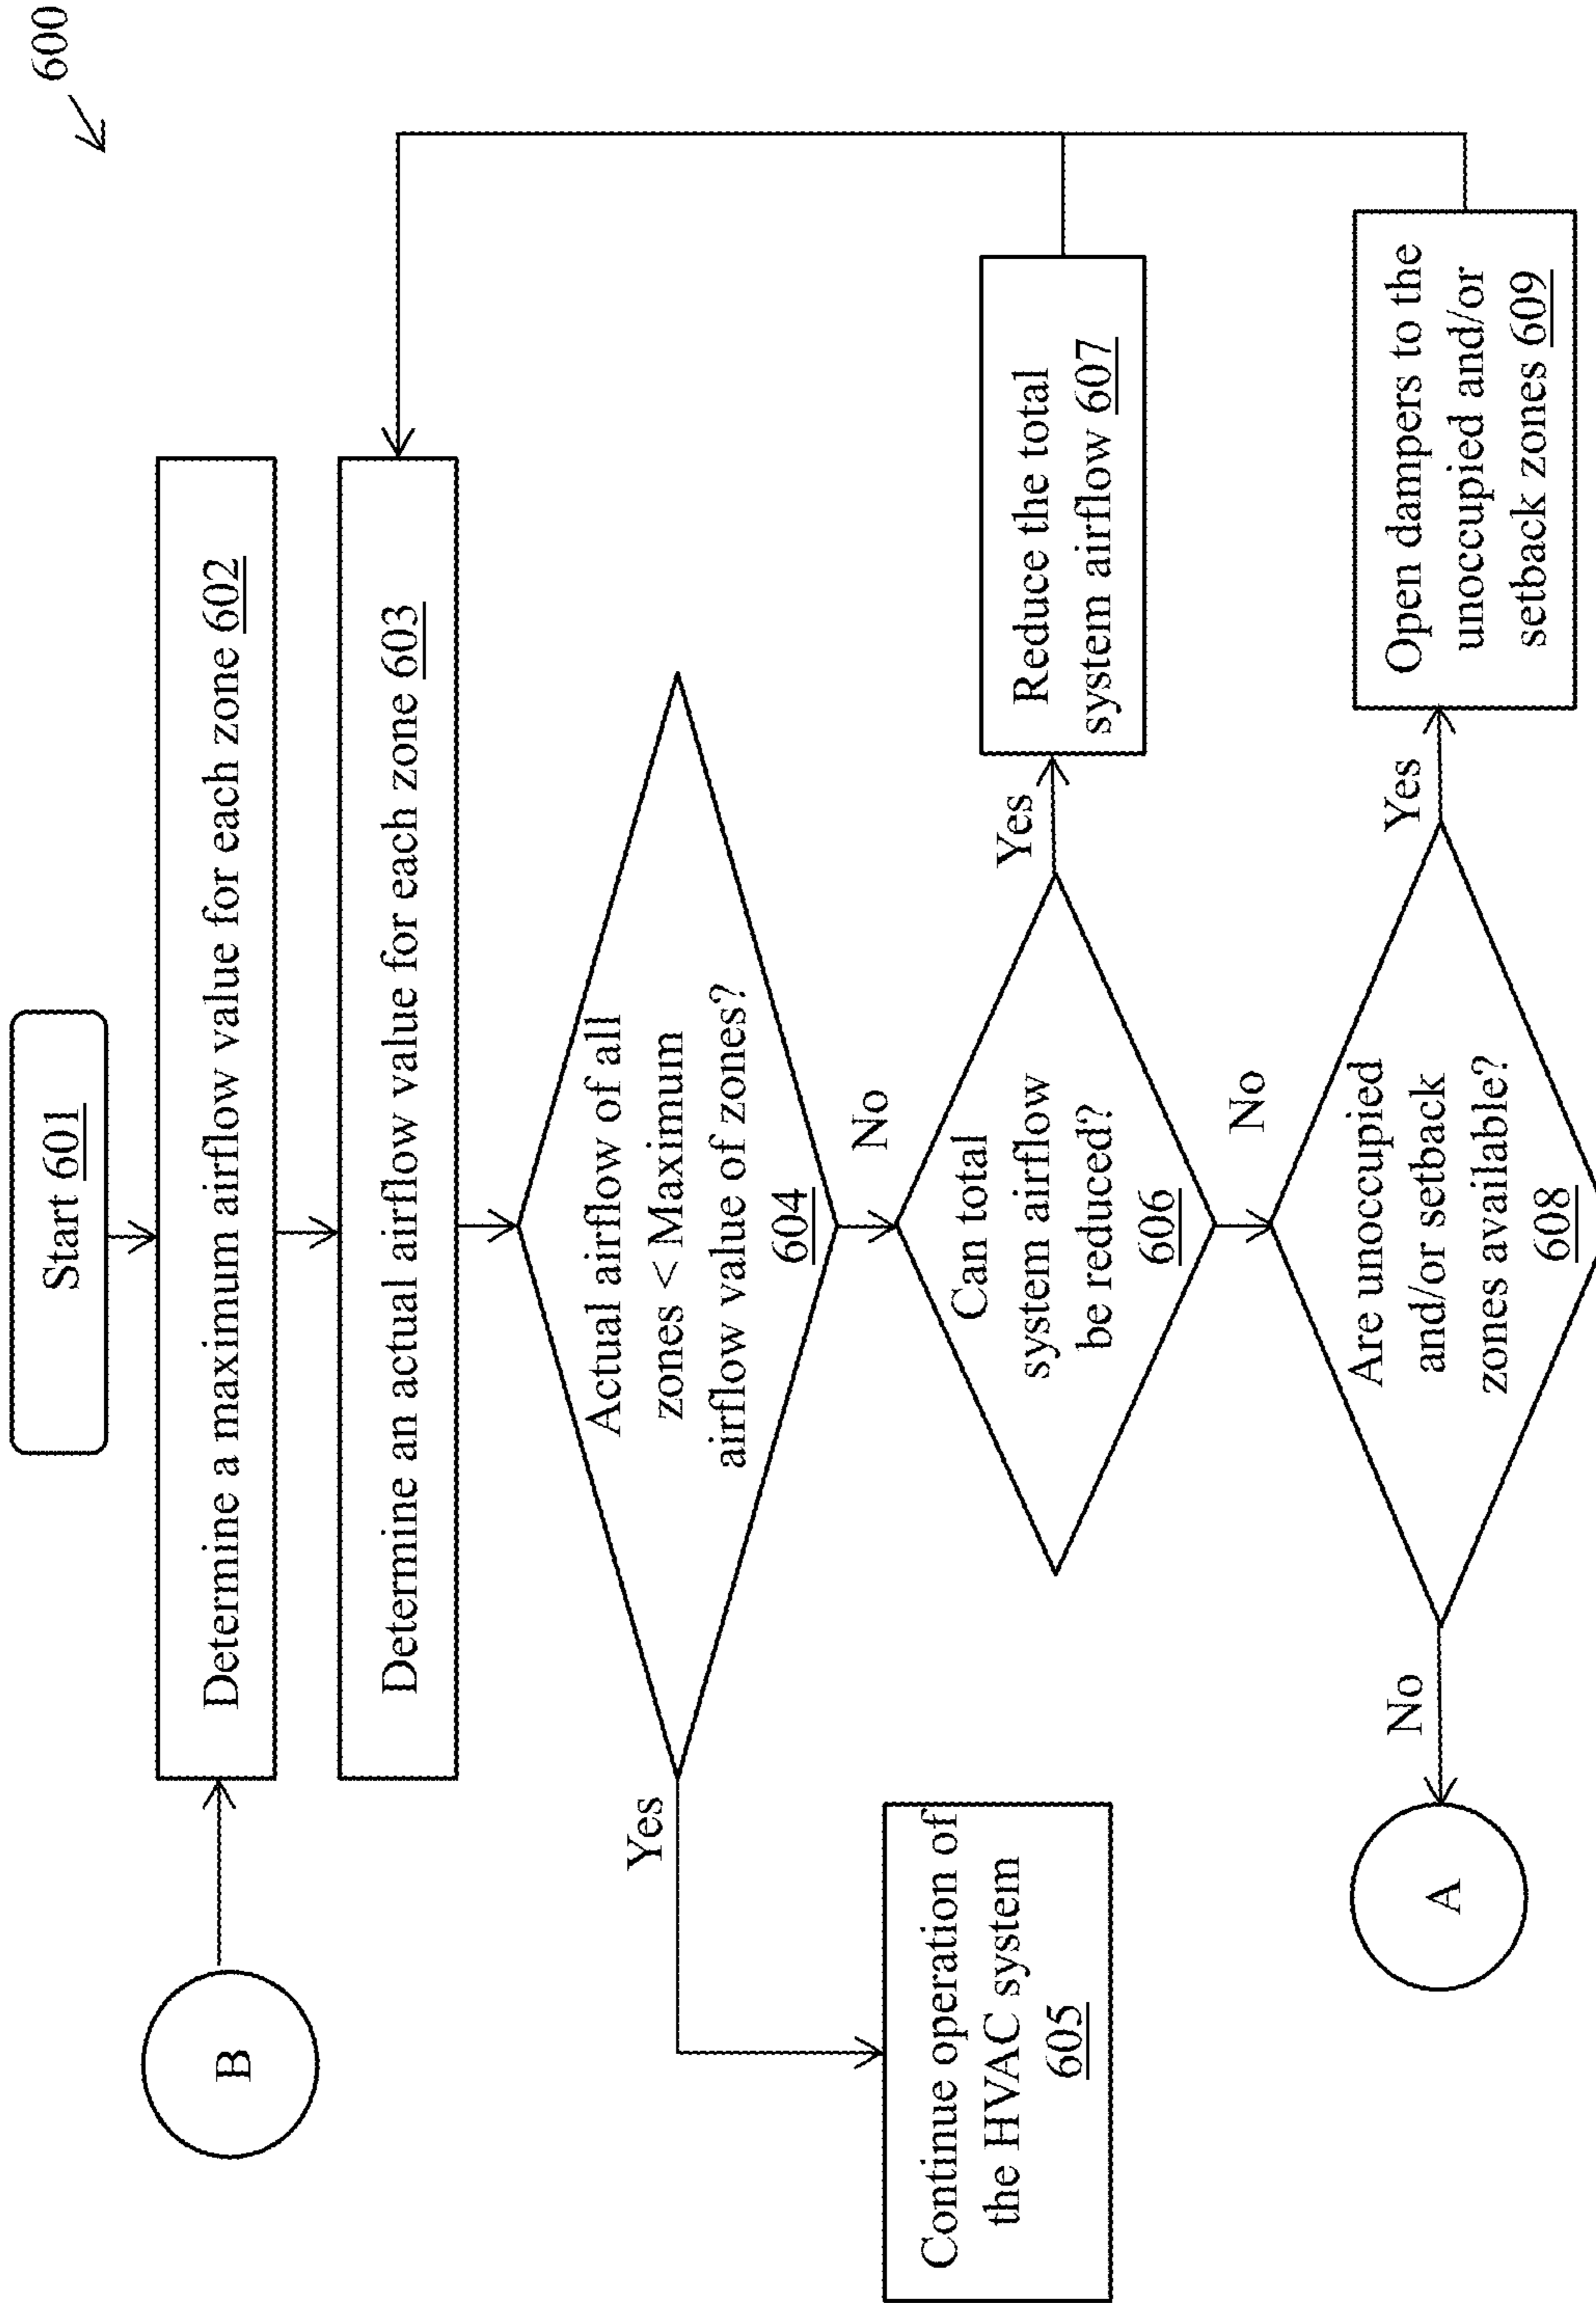 600
Start 601
B
Determine a maximum airflow value for each zone 602
Determine an actual airflow value for each zone 603
Actual airflow of all
zones < Maximum
airflow value of zones?
604
Yes
No
Continue operation of
the HVAC system
605
Can total
system airflow
be reduced?
606
Yes
Reduce the total
system airflow 607
No
Are unoccupied
and/or setback
zones available?
608
Yes
Open dampers to the
unoccupied and/or
setback zones 609
No
A